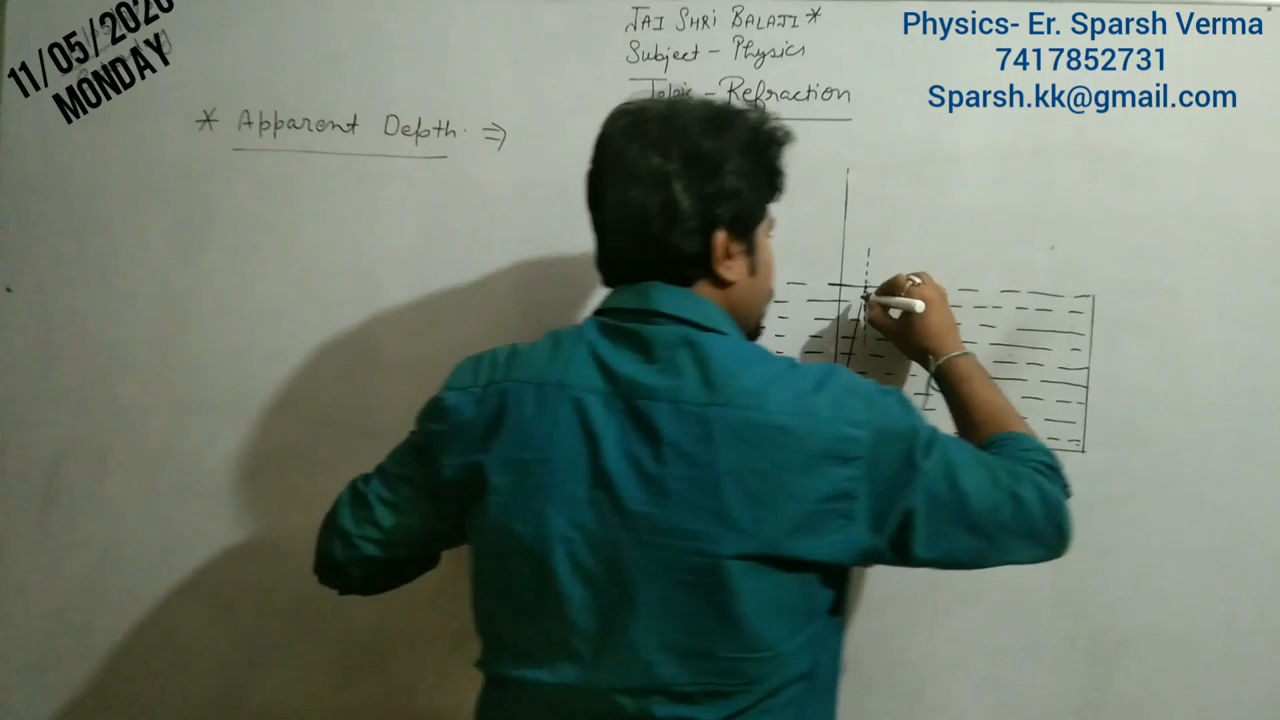 11/05/2020
MONDAY
JAI SHRI BALAJI *
Subject - Physics
Topic - Refraction
Physics- Er. Sparsh Verma
7417852731
Sparsh.kk@gmail.com
* Apparent Depth. ⇒